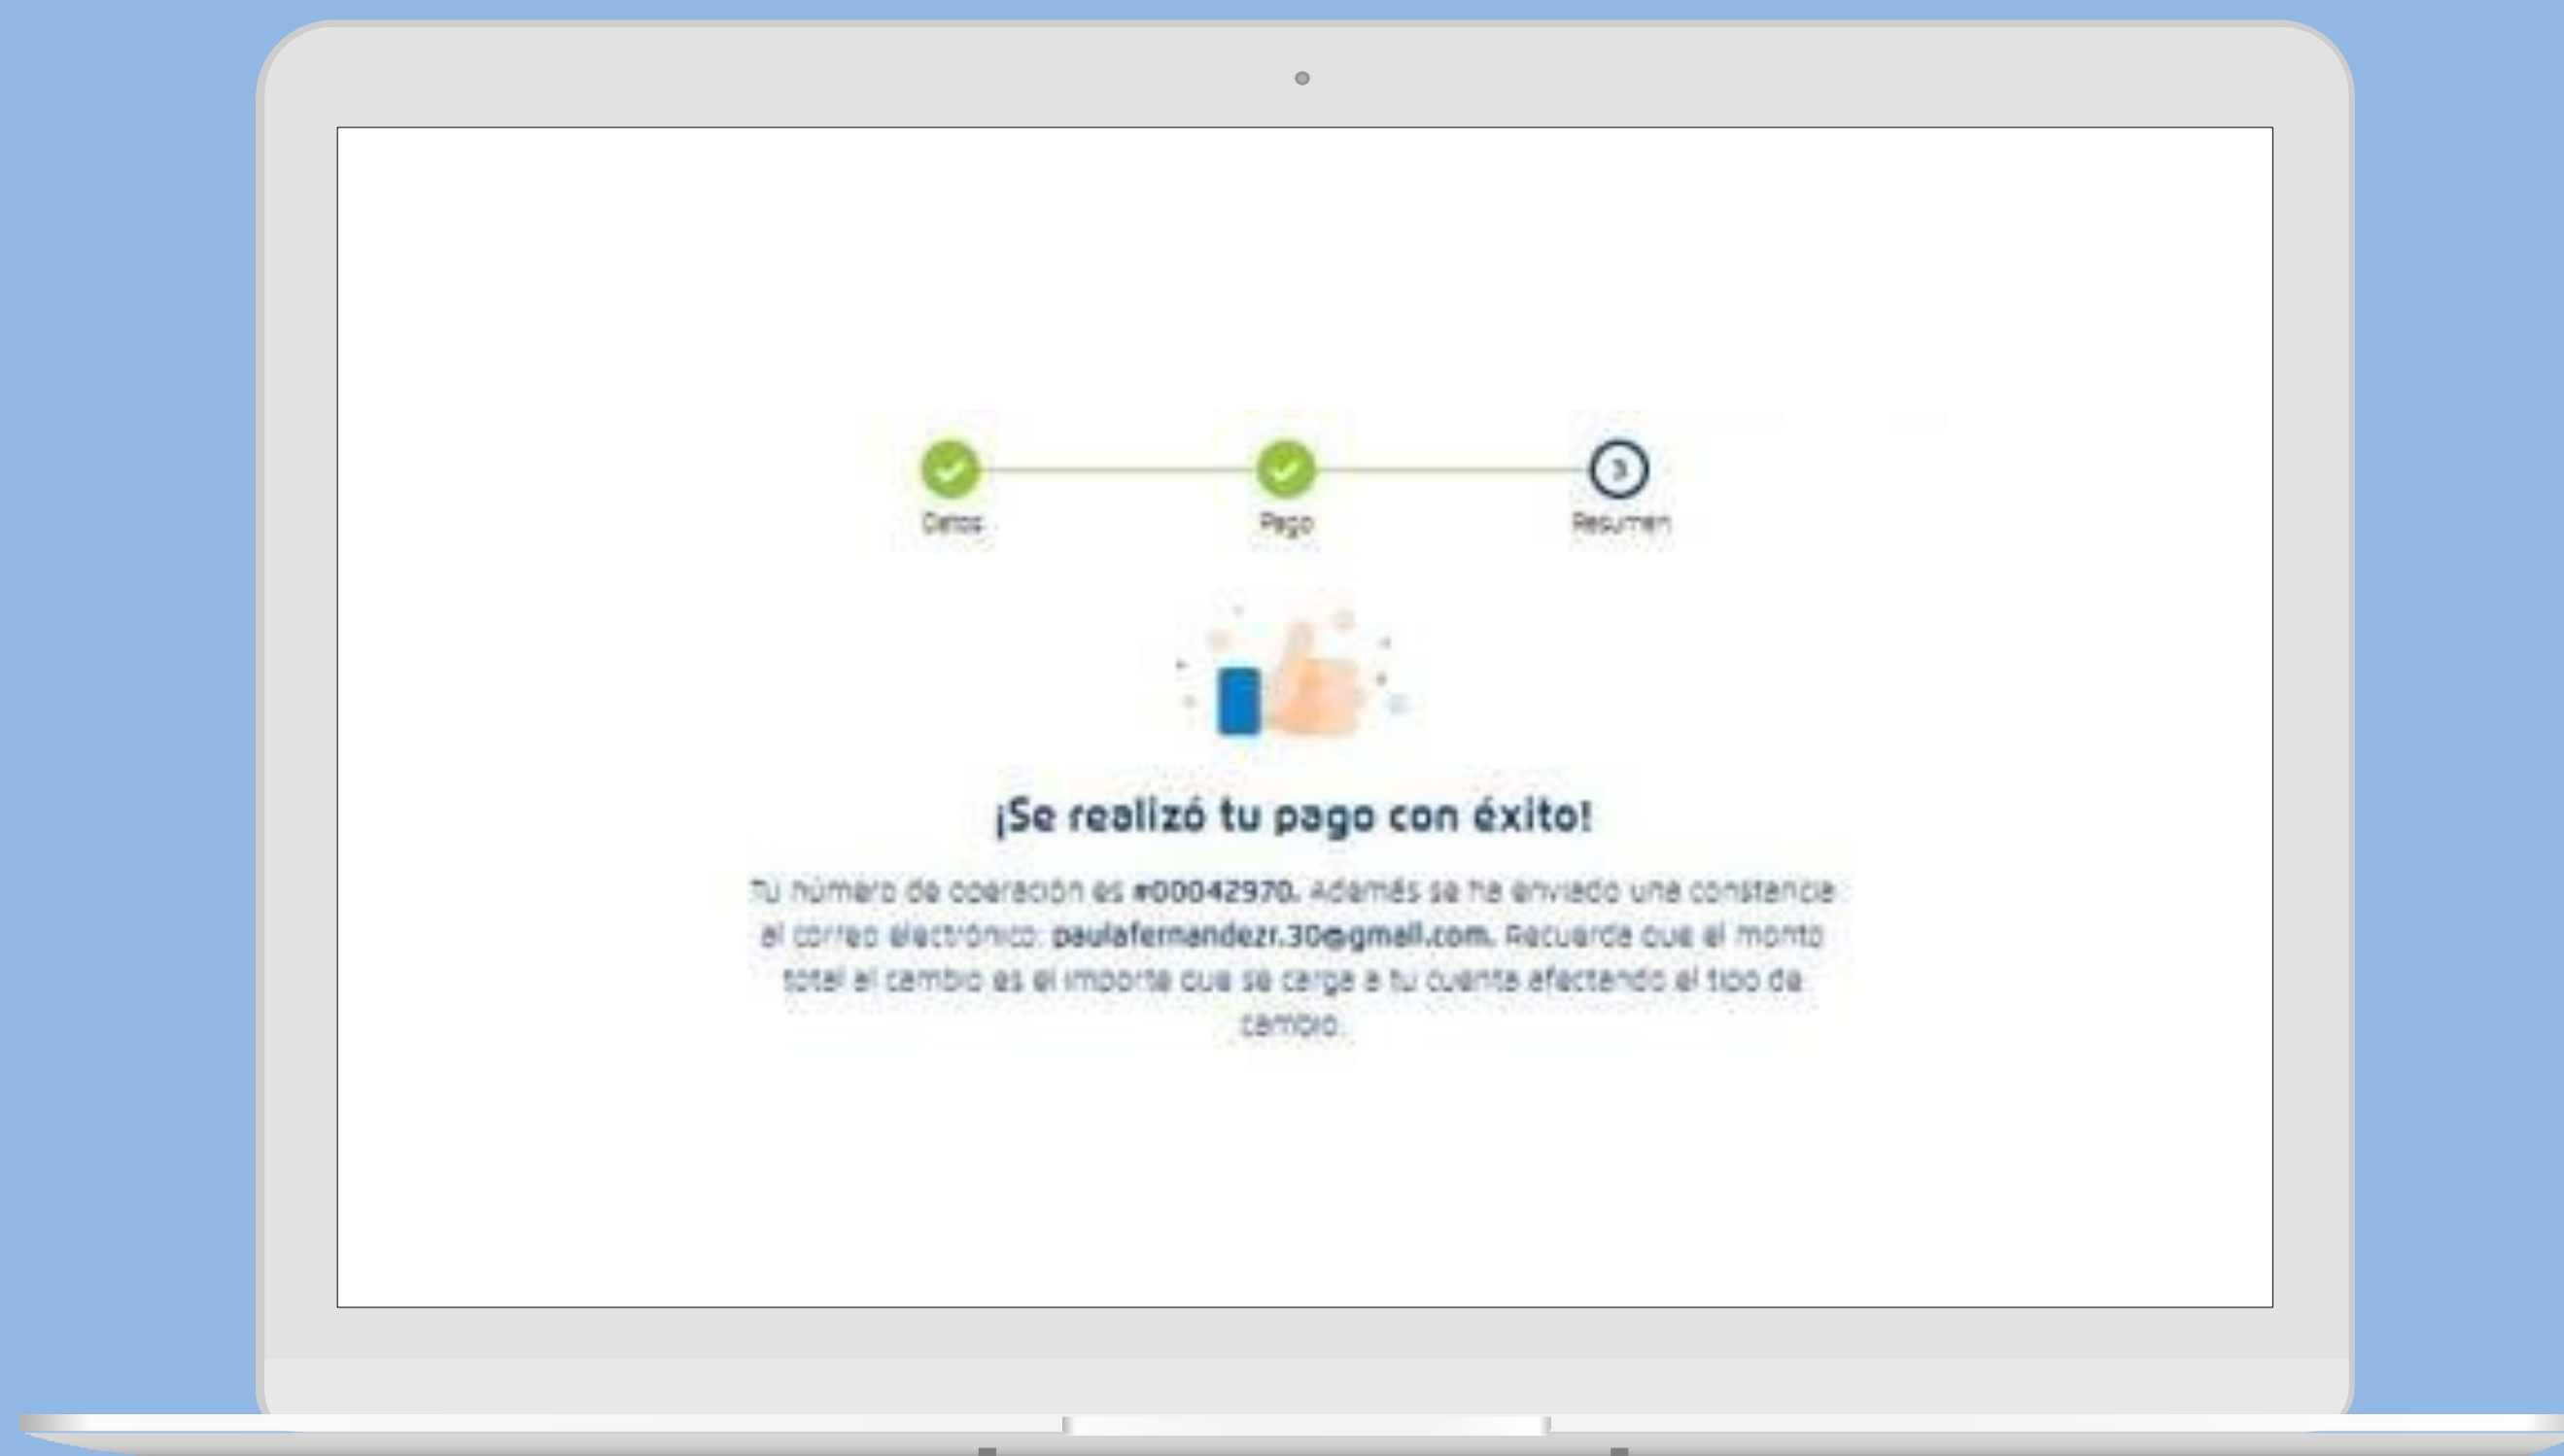 3
Datos Pago Resumen
¡Se realizó tu pago con éxito!
Tu número de operación es #00042970. Además se ha enviado una constancia
al correo electrónico: paulafernandezr.30@gmail.com. Recuerda que el monto
total al cambio es el importe que se carga a tu cuenta afectando el tipo de
cambio.